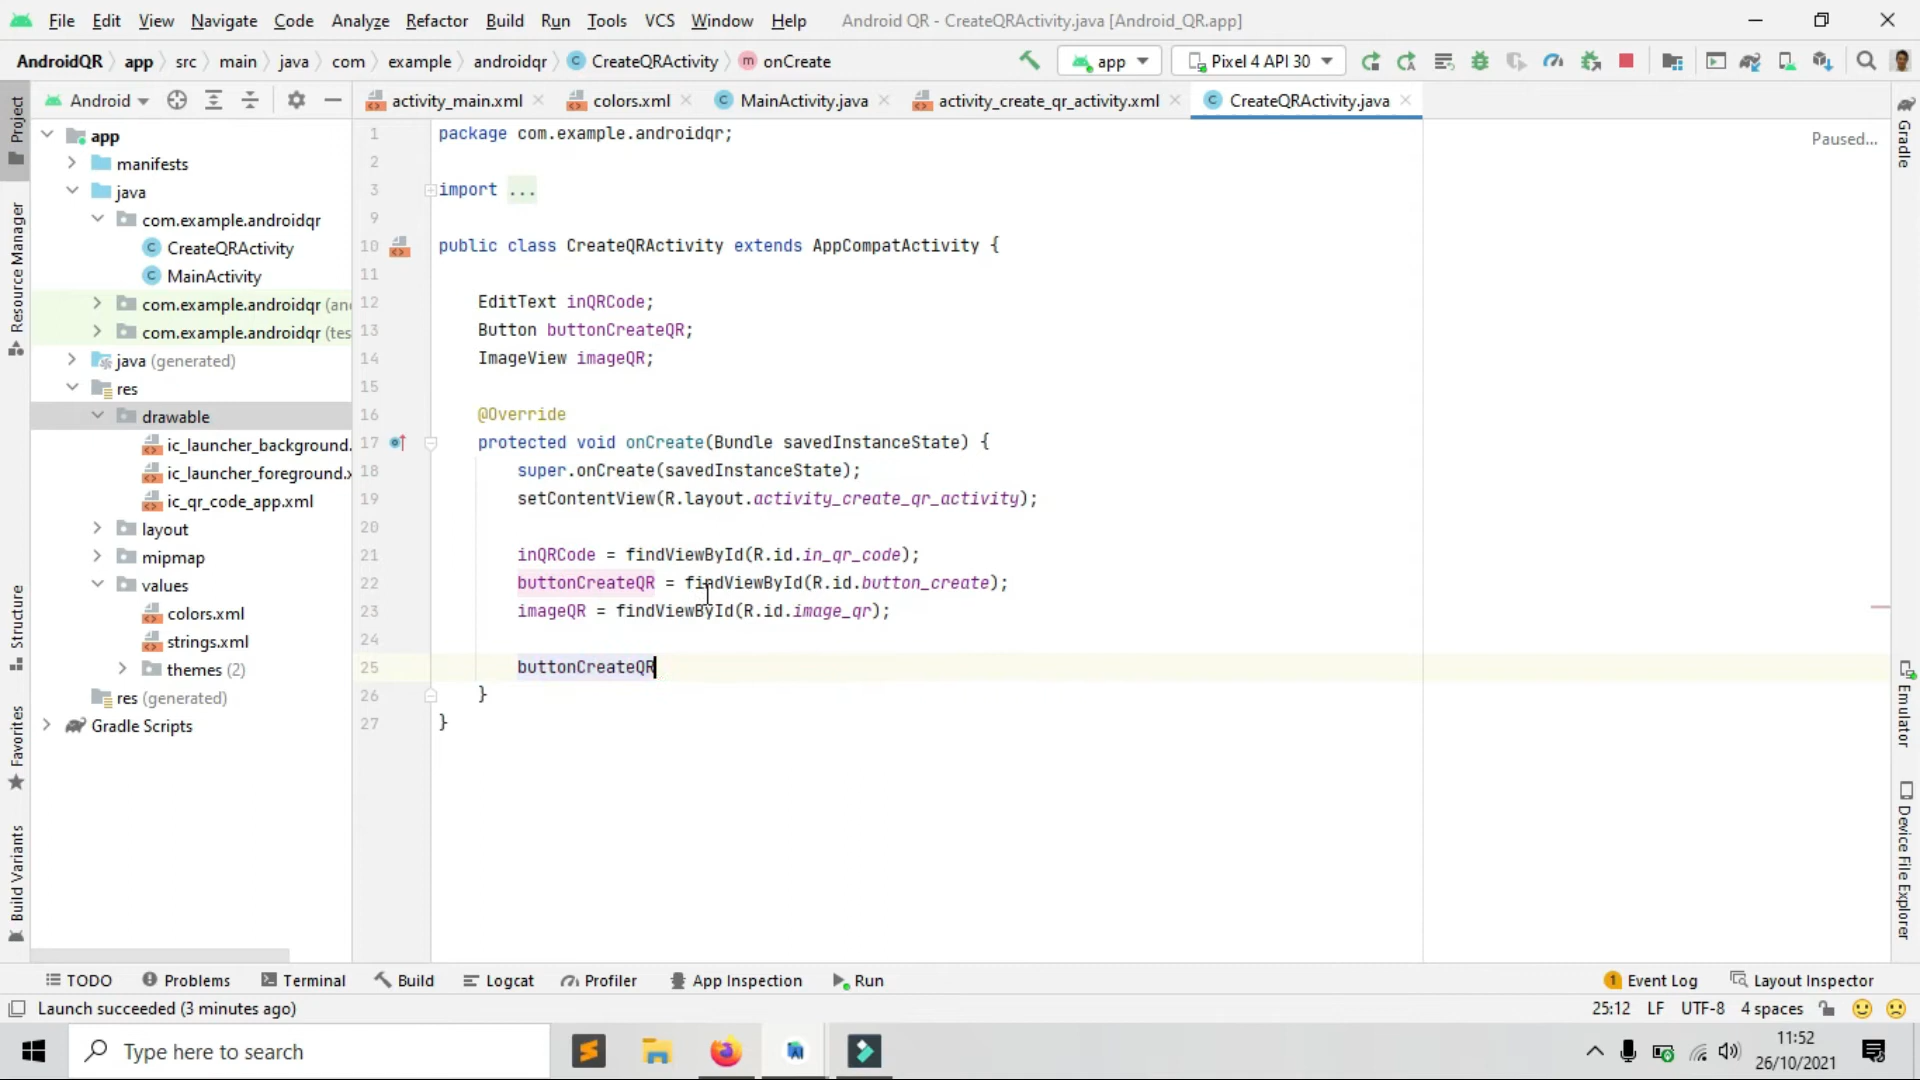 File Edit View Navigate Code Analyze Refactor Build Run Tools VCS Window Help Android QR - CreateQRActivity.java [Android_QR.app]
AndroidQR app src main java com example androidqr CreateQRActivity onCreate app Pixel 4 API 30
Android activity_main.xml colors.xml MainActivity.java activity_create_qr_activity.xml CreateQRActivity.java
Project
Resource Manager
Structure
Favorites
Build Variants
app
manifests
java
com.example.androidqr
CreateQRActivity
MainActivity
com.example.androidqr (an
com.example.androidqr (tes
java (generated)
res
drawable
ic_launcher_background.
ic_launcher_foreground.x
ic_qr_code_app.xml
layout
mipmap
values
colors.xml
strings.xml
themes (2)
res (generated)
Gradle Scripts
1 package com.example.androidqr;
2
3 import ...
9
10 public class CreateQRActivity extends AppCompatActivity {
11
12 EditText inQRCode;
13 Button buttonCreateQR;
14 ImageView imageQR;
15
16 @Override
17 protected void onCreate(Bundle savedInstanceState) {
18 super.onCreate(savedInstanceState);
19 setContentView(R.layout.activity_create_qr_activity);
20
21 inQRCode = findViewById(R.id.in_qr_code);
22 buttonCreateQR = findViewById(R.id.button_create);
23 imageQR = findViewById(R.id.image_qr);
24
25 buttonCreateQR
26 }
27 }
Paused...
Gradle
Emulator
Device File Explorer
TODO Problems Terminal Build Logcat Profiler App Inspection Run 1 Event Log Layout Inspector
Launch succeeded (3 minutes ago) 25:12 LF UTF-8 4 spaces
Type here to search
11:52
26/10/2021